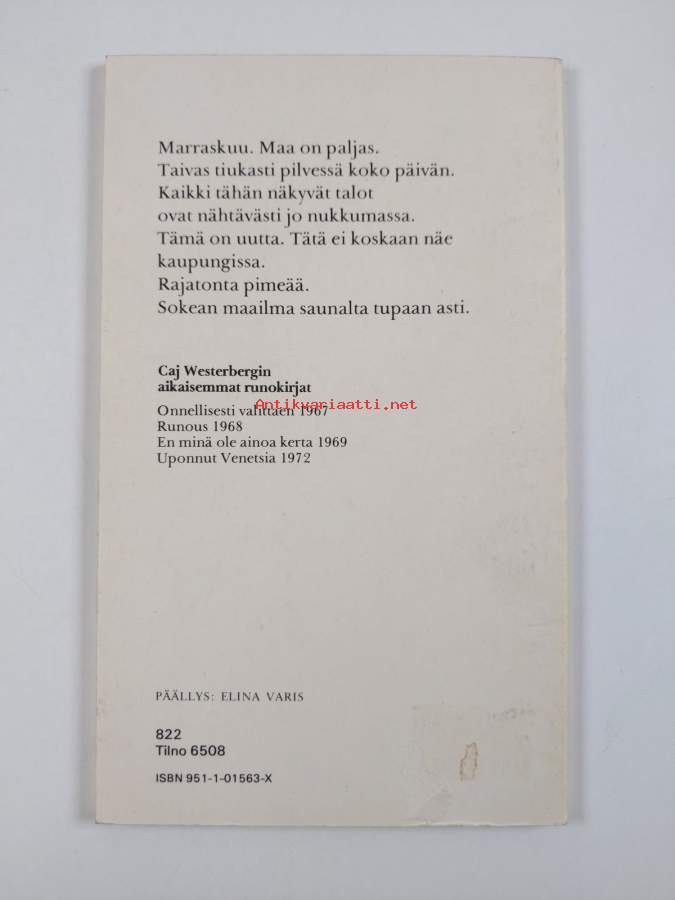 Marraskuu. Maa on paljas.
Taivas tiukasti pilvessä koko päivän.
Kaikki tähän näkyvät talot
ovat nähtävästi jo nukkumassa.
Tämä on uutta. Tätä ei koskaan näe
kaupungissa.
Rajatonta pimeää.
Sokean maailma saunalta tupaan asti.
Caj Westerbergin
aikaisemmat runokirjat
Antikvariaatti.net
Onnellisesti valittaen 1967
Runous 1968
En minä ole ainoa kerta 1969
Uponnut Venetsia 1972
PÄÄLLYS: ELINA VARIS
822
Tilno 6508
ISBN 951-1-01563-X